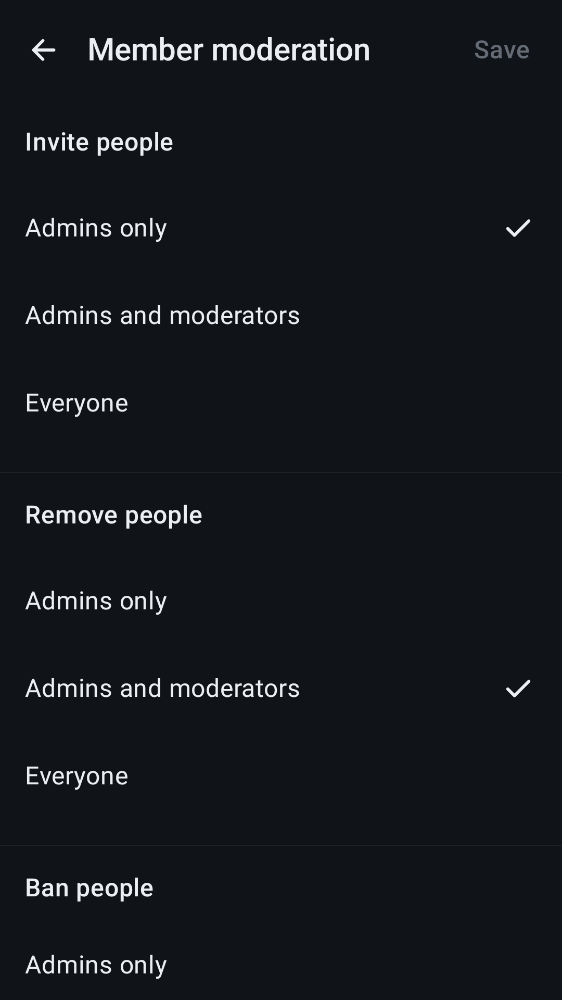 Member moderation
Save
Invite people
Admins only
Admins and moderators
Everyone
Remove people
Admins only
Admins and moderators
Everyone
Ban people
Admins only